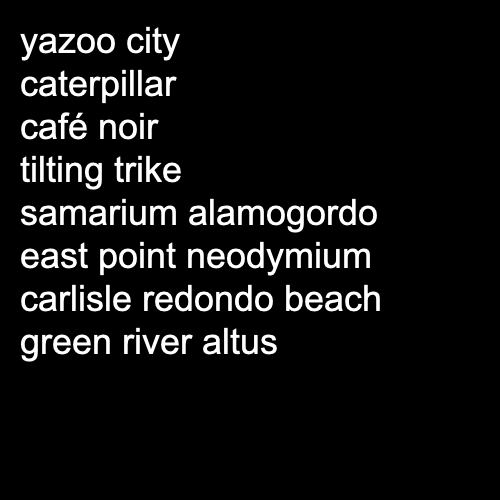 yazoo city
caterpillar
café noir
tilting trike
samarium alamogordo
east point neodymium
carlisle redondo beach
green river altus